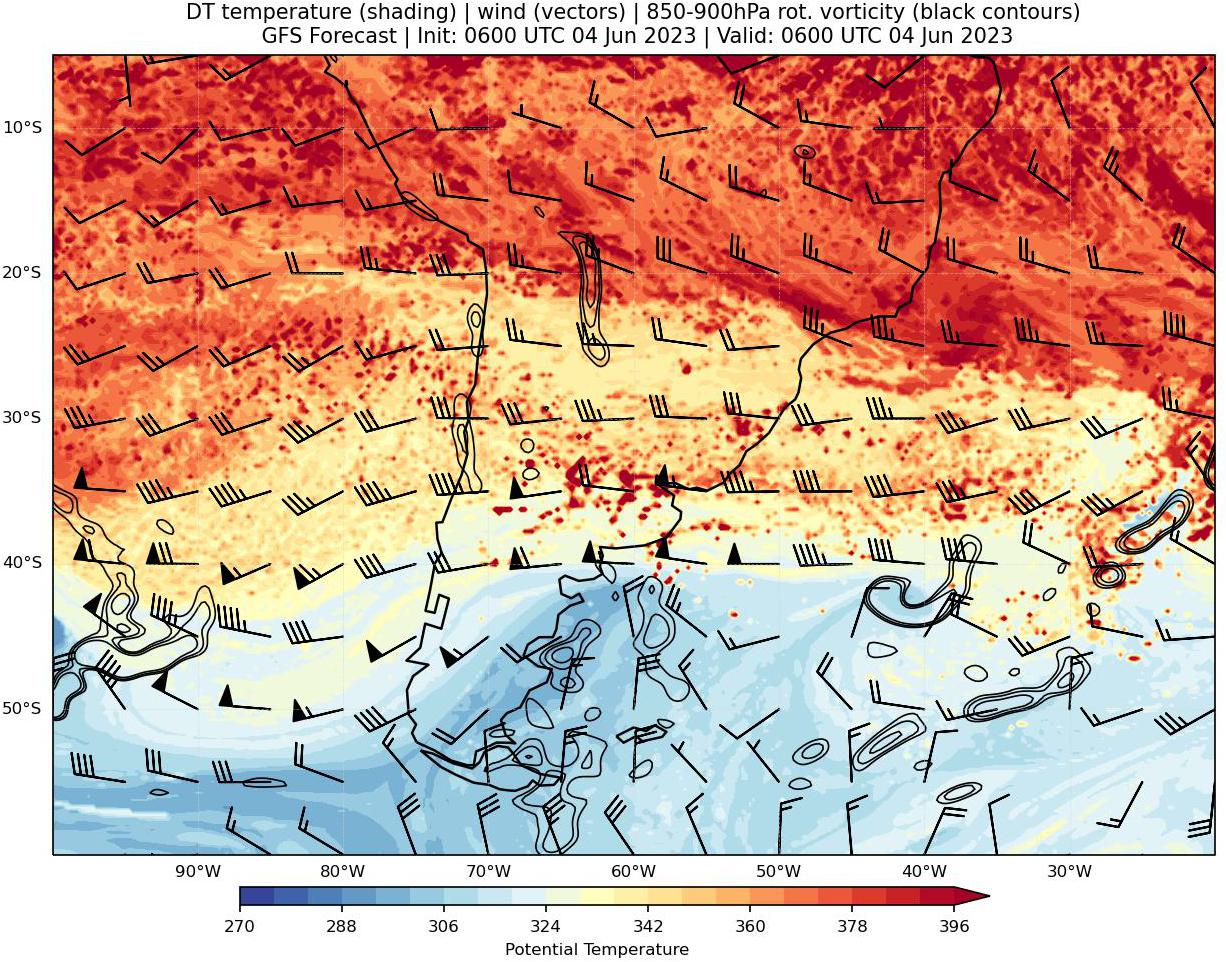 DT temperature (shading) | wind (vectors) | 850-900hPa rot. vorticity (black contours)
GFS Forecast | Init: 0600 UTC 04 Jun 2023 | Valid: 0600 UTC 04 Jun 2023
10°S
20°S
30°S
40°S
50°S
90°W 80°W 70°W 60°W 50°W 40°W 30°W
270 288 306 324 342 360 378 396
Potential Temperature